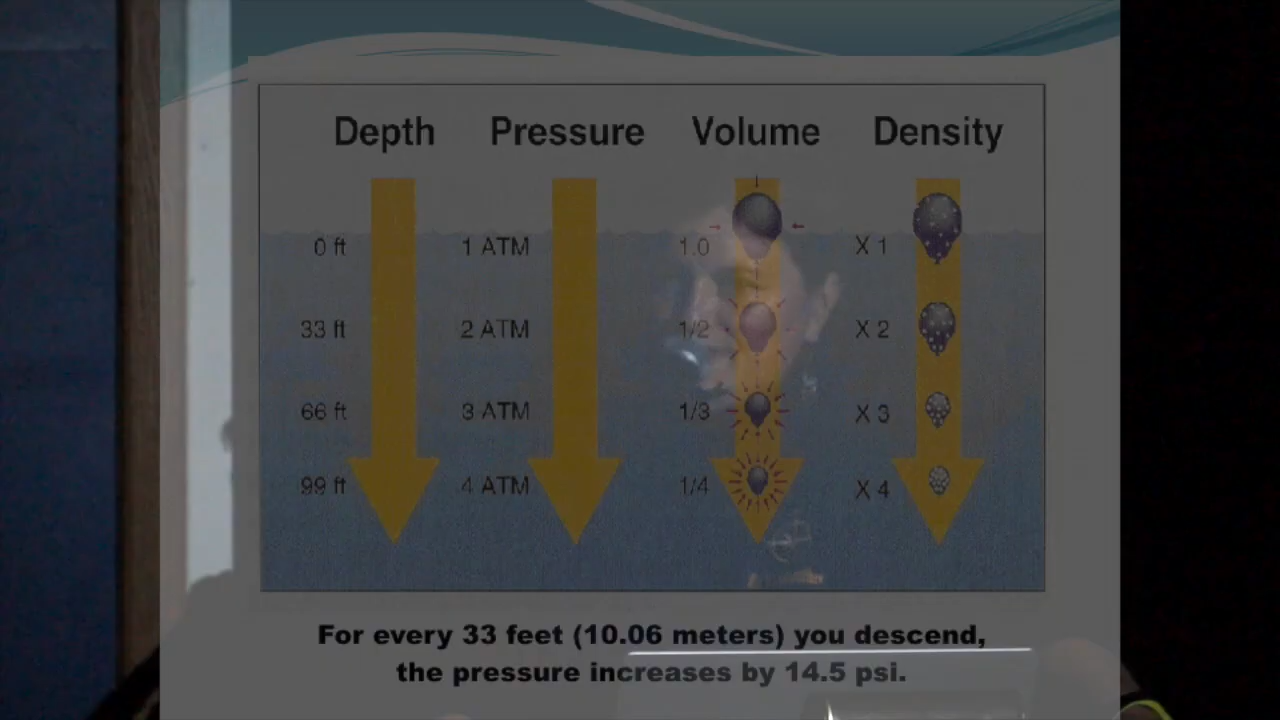 Depth Pressure Volume Density
0 ft 1 ATM 1.0 X 1
33 ft 2 ATM 1/2 X 2
66 ft 3 ATM 1/3 X 3
99 ft 4 ATM 1/4 X 4
For every 33 feet (10.06 meters) you descend,
the pressure increases by 14.5 psi.